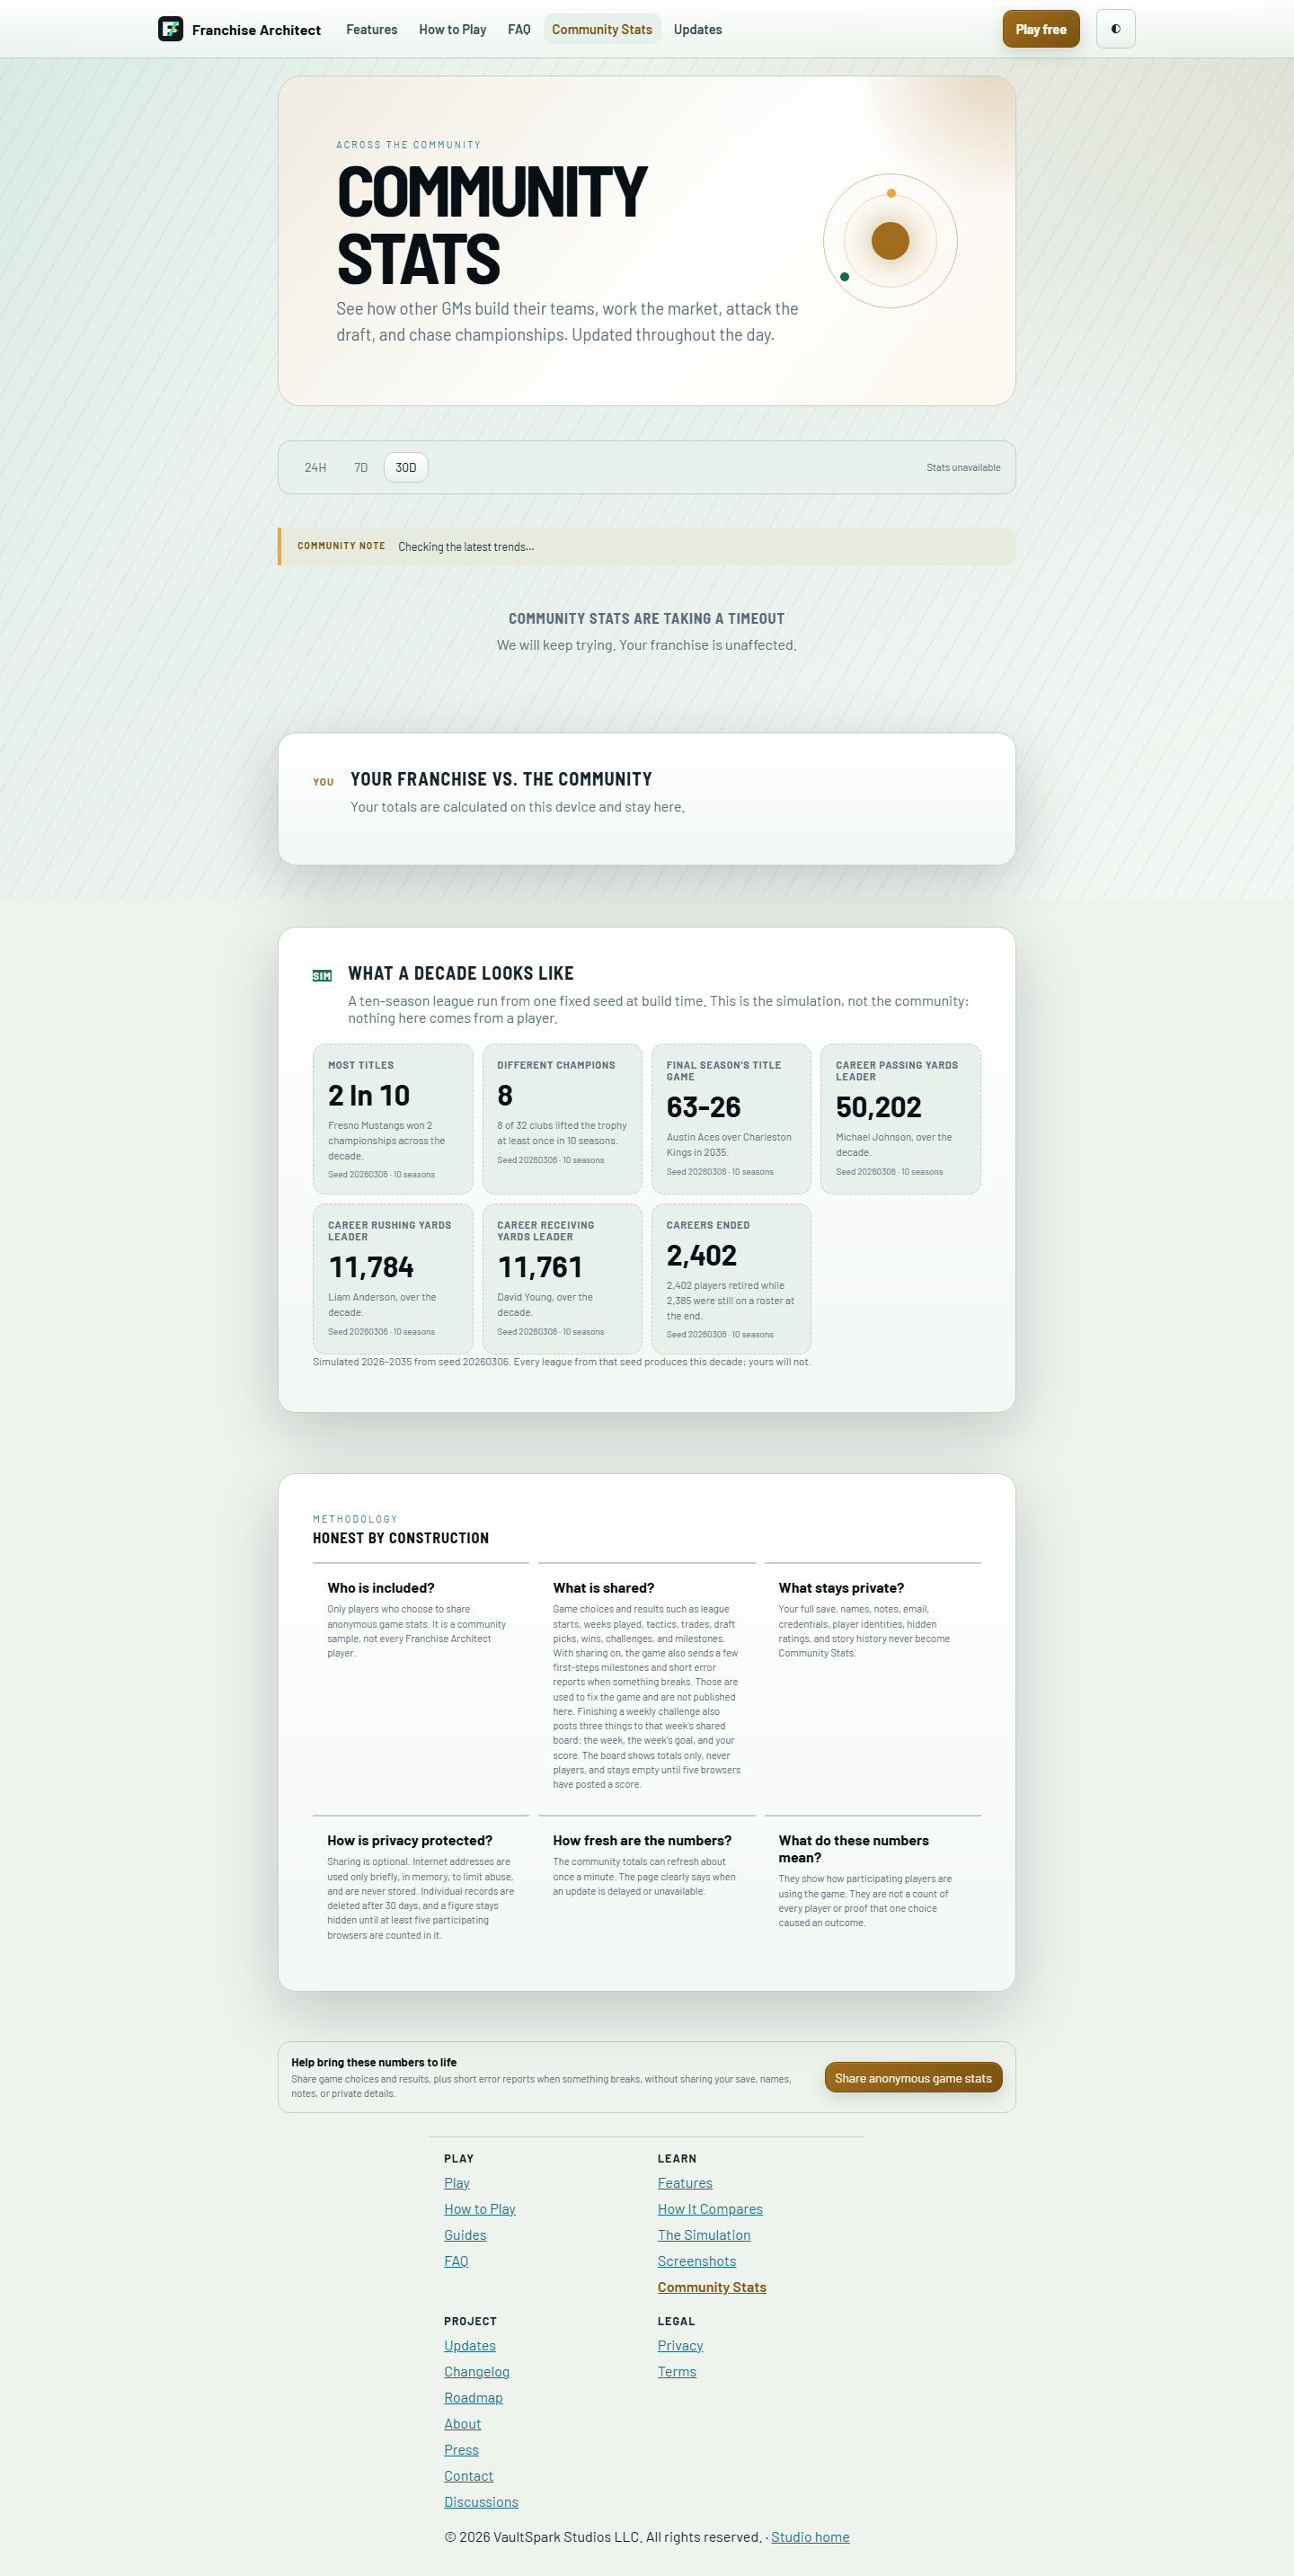 Franchise Architect
Features
How to Play
FAQ
Community Stats
Updates
Play free
ACROSS THE COMMUNITY
COMMUNITY
STATS
See how other GMs build their teams, work the market, attack the
draft, and chase championships. Updated throughout the day.
24H
7D
30D
Stats unavailable
COMMUNITY NOTE
Checking the latest trends…
COMMUNITY STATS ARE TAKING A TIMEOUT
We will keep trying. Your franchise is unaffected.
YOU
YOUR FRANCHISE VS. THE COMMUNITY
Your totals are calculated on this device and stay here.
SIM
WHAT A DECADE LOOKS LIKE
A ten-season league run from one fixed seed at build time. This is the simulation, not the community:
nothing here comes from a player.
MOST TITLES
2 In 10
Fresno Mustangs won 2
championships across the
decade.
Seed 20260306 · 10 seasons
DIFFERENT CHAMPIONS
8
8 of 32 clubs lifted the trophy
at least once in 10 seasons.
Seed 20260306 · 10 seasons
FINAL SEASON'S TITLE
GAME
63-26
Austin Aces over Charleston
Kings in 2035.
Seed 20260306 · 10 seasons
CAREER PASSING YARDS
LEADER
50,202
Michael Johnson, over the
decade.
Seed 20260306 · 10 seasons
CAREER RUSHING YARDS
LEADER
11,784
Liam Anderson, over the
decade.
Seed 20260306 · 10 seasons
CAREER RECEIVING
YARDS LEADER
11,761
David Young, over the
decade.
Seed 20260306 · 10 seasons
CAREERS ENDED
2,402
2,402 players retired while
2,385 were still on a roster at
the end.
Seed 20260306 · 10 seasons
Simulated 2026–2035 from seed 20260306. Every league from that seed produces this decade; yours will not.
METHODOLOGY
HONEST BY CONSTRUCTION
Who is included?
Only players who choose to share
anonymous game stats. It is a community
sample, not every Franchise Architect
player.
What is shared?
Game choices and results such as league
starts, weeks played, tactics, trades, draft
picks, wins, challenges, and milestones.
With sharing on, the game also sends a few
first-steps milestones and short error
reports when something breaks. Those are
used to fix the game and are not published
here. Finishing a weekly challenge also
posts three things to that week's shared
board: the week, the week's goal, and your
score. The board shows totals only, never
players, and stays empty until five browsers
have posted a score.
What stays private?
Your full save, names, notes, email,
credentials, player identities, hidden
ratings, and story history never become
Community Stats.
How is privacy protected?
Sharing is optional. Internet addresses are
used only briefly, in memory, to limit abuse,
and are never stored. Individual records are
deleted after 30 days, and a figure stays
hidden until at least five participating
browsers are counted in it.
How fresh are the numbers?
The community totals can refresh about
once a minute. The page clearly says when
an update is delayed or unavailable.
What do these numbers
mean?
They show how participating players are
using the game. They are not a count of
every player or proof that one choice
caused an outcome.
Help bring these numbers to life
Share game choices and results, plus short error reports when something breaks, without sharing your save, names,
notes, or private details.
Share anonymous game stats
PLAY
Play
How to Play
Guides
FAQ
LEARN
Features
How It Compares
The Simulation
Screenshots
Community Stats
PROJECT
Updates
Changelog
Roadmap
About
Press
Contact
Discussions
LEGAL
Privacy
Terms
© 2026 VaultSpark Studios LLC. All rights reserved. · Studio home